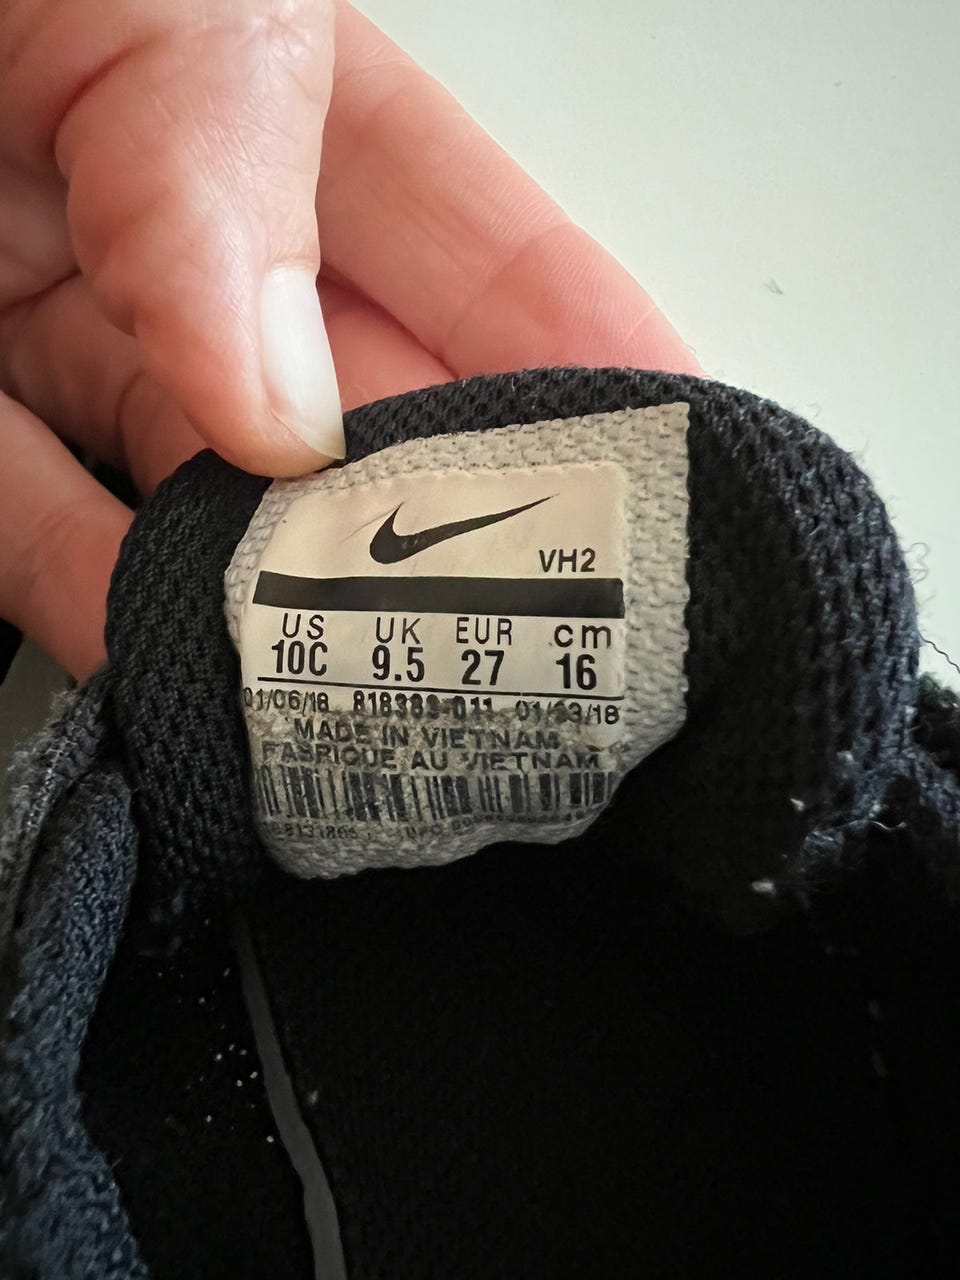 VH2
US UK EUR cm
10C 9.5 27 16
01/06/18 818383-011 01/23/18
MADE IN VIETNAM
FABRIQUE AU VIETNAM